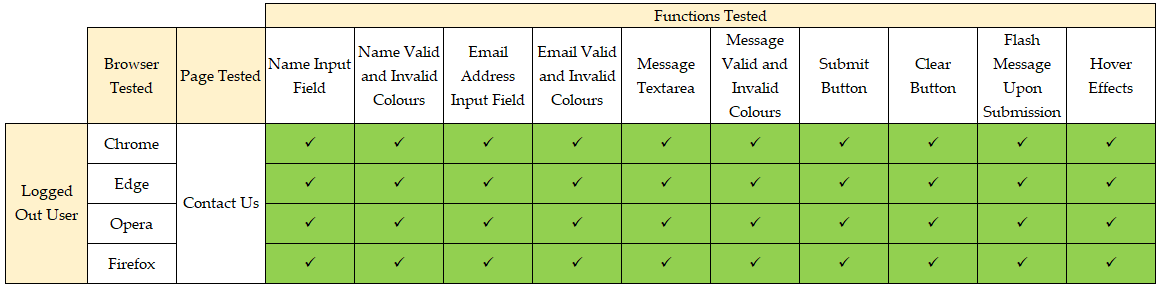 Functions Tested
Browser Tested Page Tested Name Input Field Name Valid and Invalid Colours Email Address Input Field Email Valid and Invalid Colours Message Textarea Message Valid and Invalid Colours Submit Button Clear Button Flash Message Upon Submission Hover Effects
Logged Out User Chrome Contact Us ✓ ✓ ✓ ✓ ✓ ✓ ✓ ✓ ✓ ✓
Edge ✓ ✓ ✓ ✓ ✓ ✓ ✓ ✓ ✓ ✓
Opera ✓ ✓ ✓ ✓ ✓ ✓ ✓ ✓ ✓ ✓
Firefox ✓ ✓ ✓ ✓ ✓ ✓ ✓ ✓ ✓ ✓